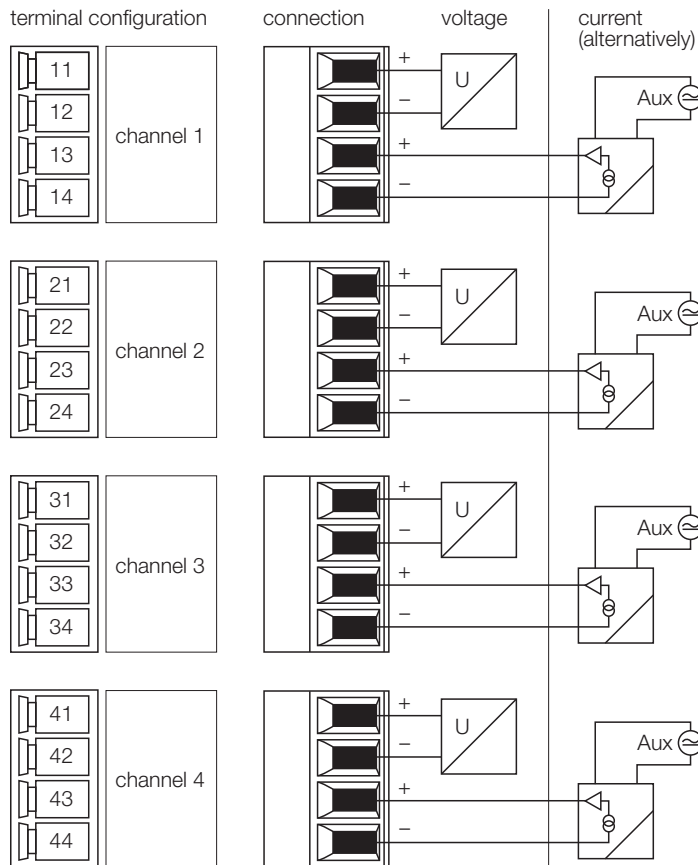 terminal configuration connection voltage current
(alternatively)
11
12
13
14
channel 1
+
−
+
−
U
Aux
21
22
23
24
channel 2
+
−
+
−
U
Aux
31
32
33
34
channel 3
+
−
+
−
U
Aux
41
42
43
44
channel 4
+
−
+
−
U
Aux